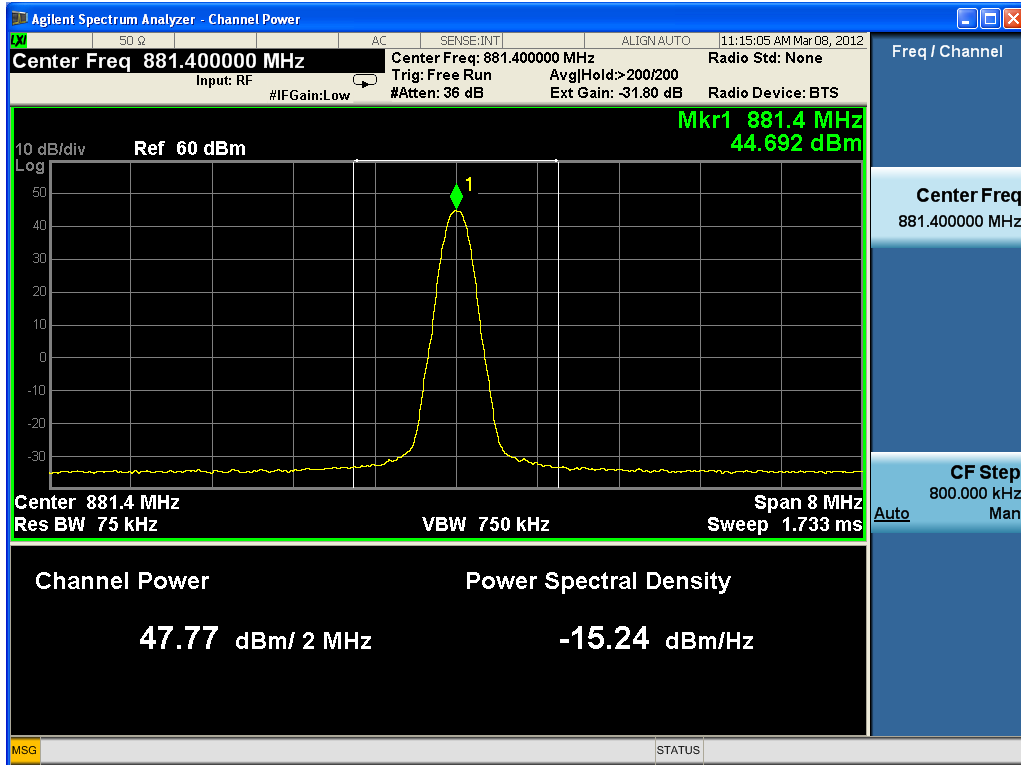 Agilent Spectrum Analyzer - Channel Power
LXI 50 Ω AC SENSE:INT ALIGN AUTO 11:15:05 AM Mar 08, 2012
Center Freq 881.400000 MHz
Input: RF
#IFGain:Low
Center Freq: 881.400000 MHz
Trig: Free Run Avg|Hold:>200/200
#Atten: 36 dB Ext Gain: -31.80 dB
Radio Std: None
Radio Device: BTS
Mkr1 881.4 MHz
44.692 dBm
10 dB/div Ref 60 dBm
Log
1
50
40
30
20
10
0
-10
-20
-30
Center 881.4 MHz Span 8 MHz
Res BW 75 kHz VBW 750 kHz Sweep 1.733 ms
Channel Power Power Spectral Density
47.77 dBm/ 2 MHz -15.24 dBm/Hz
Freq / Channel
Center Freq
881.400000 MHz
CF Step
800.000 kHz
Auto Man
MSG STATUS